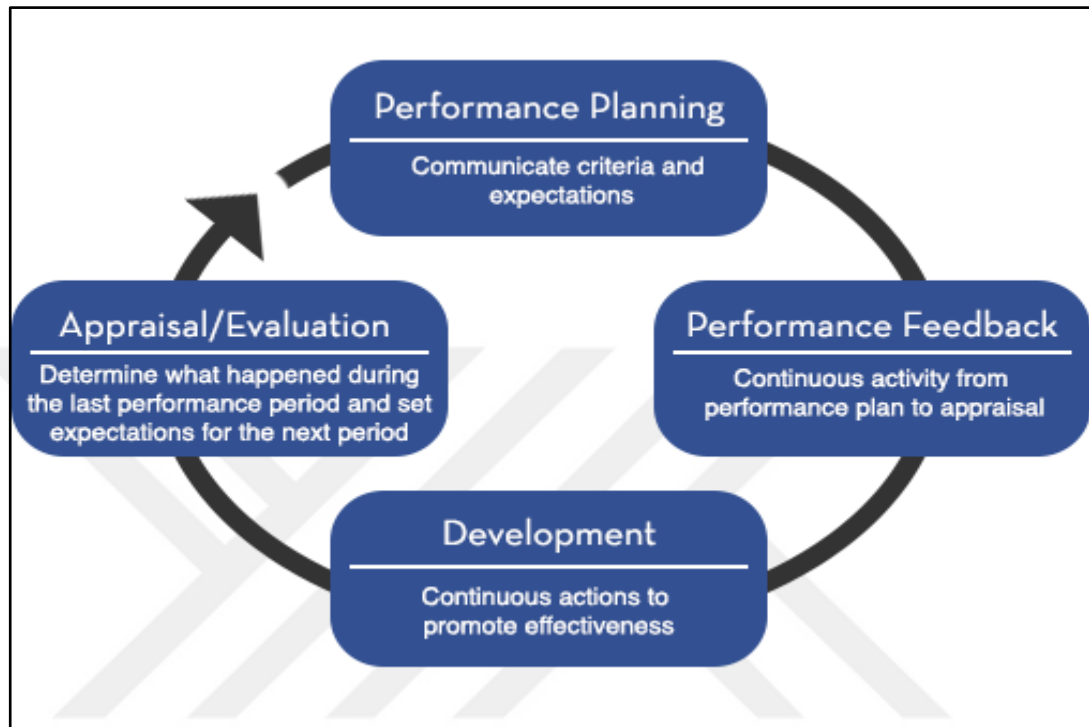 Performance Planning
Communicate criteria and
expectations
Performance Feedback
Continuous activity from
performance plan to appraisal
Development
Continuous actions to
promote effectiveness
Appraisal/Evaluation
Determine what happened during
the last performance period and set
expectations for the next period